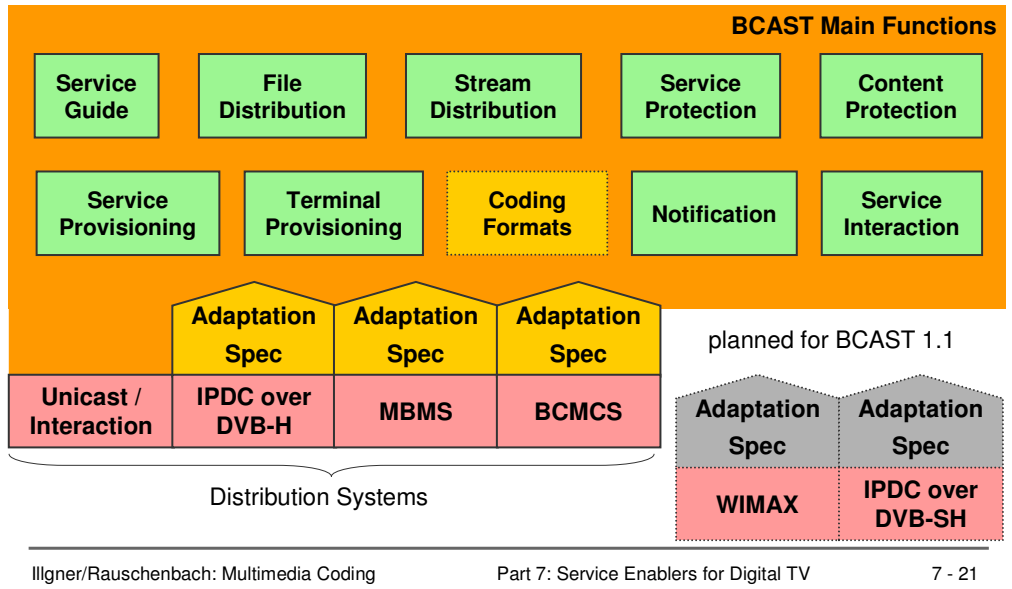 BCAST Main Functions
Service
Guide
File
Distribution
Stream
Distribution
Service
Protection
Content
Protection
Service
Provisioning
Terminal
Provisioning
Coding
Formats
Notification
Service
Interaction
Adaptation
Spec
Adaptation
Spec
Adaptation
Spec
planned for BCAST 1.1
Unicast /
Interaction
IPDC over
DVB-H
MBMS
BCMCS
Adaptation
Spec
Adaptation
Spec
Distribution Systems
WIMAX
IPDC over
DVB-SH
Illgner/Rauschenbach: Multimedia Coding
Part 7: Service Enablers for Digital TV
7 - 21